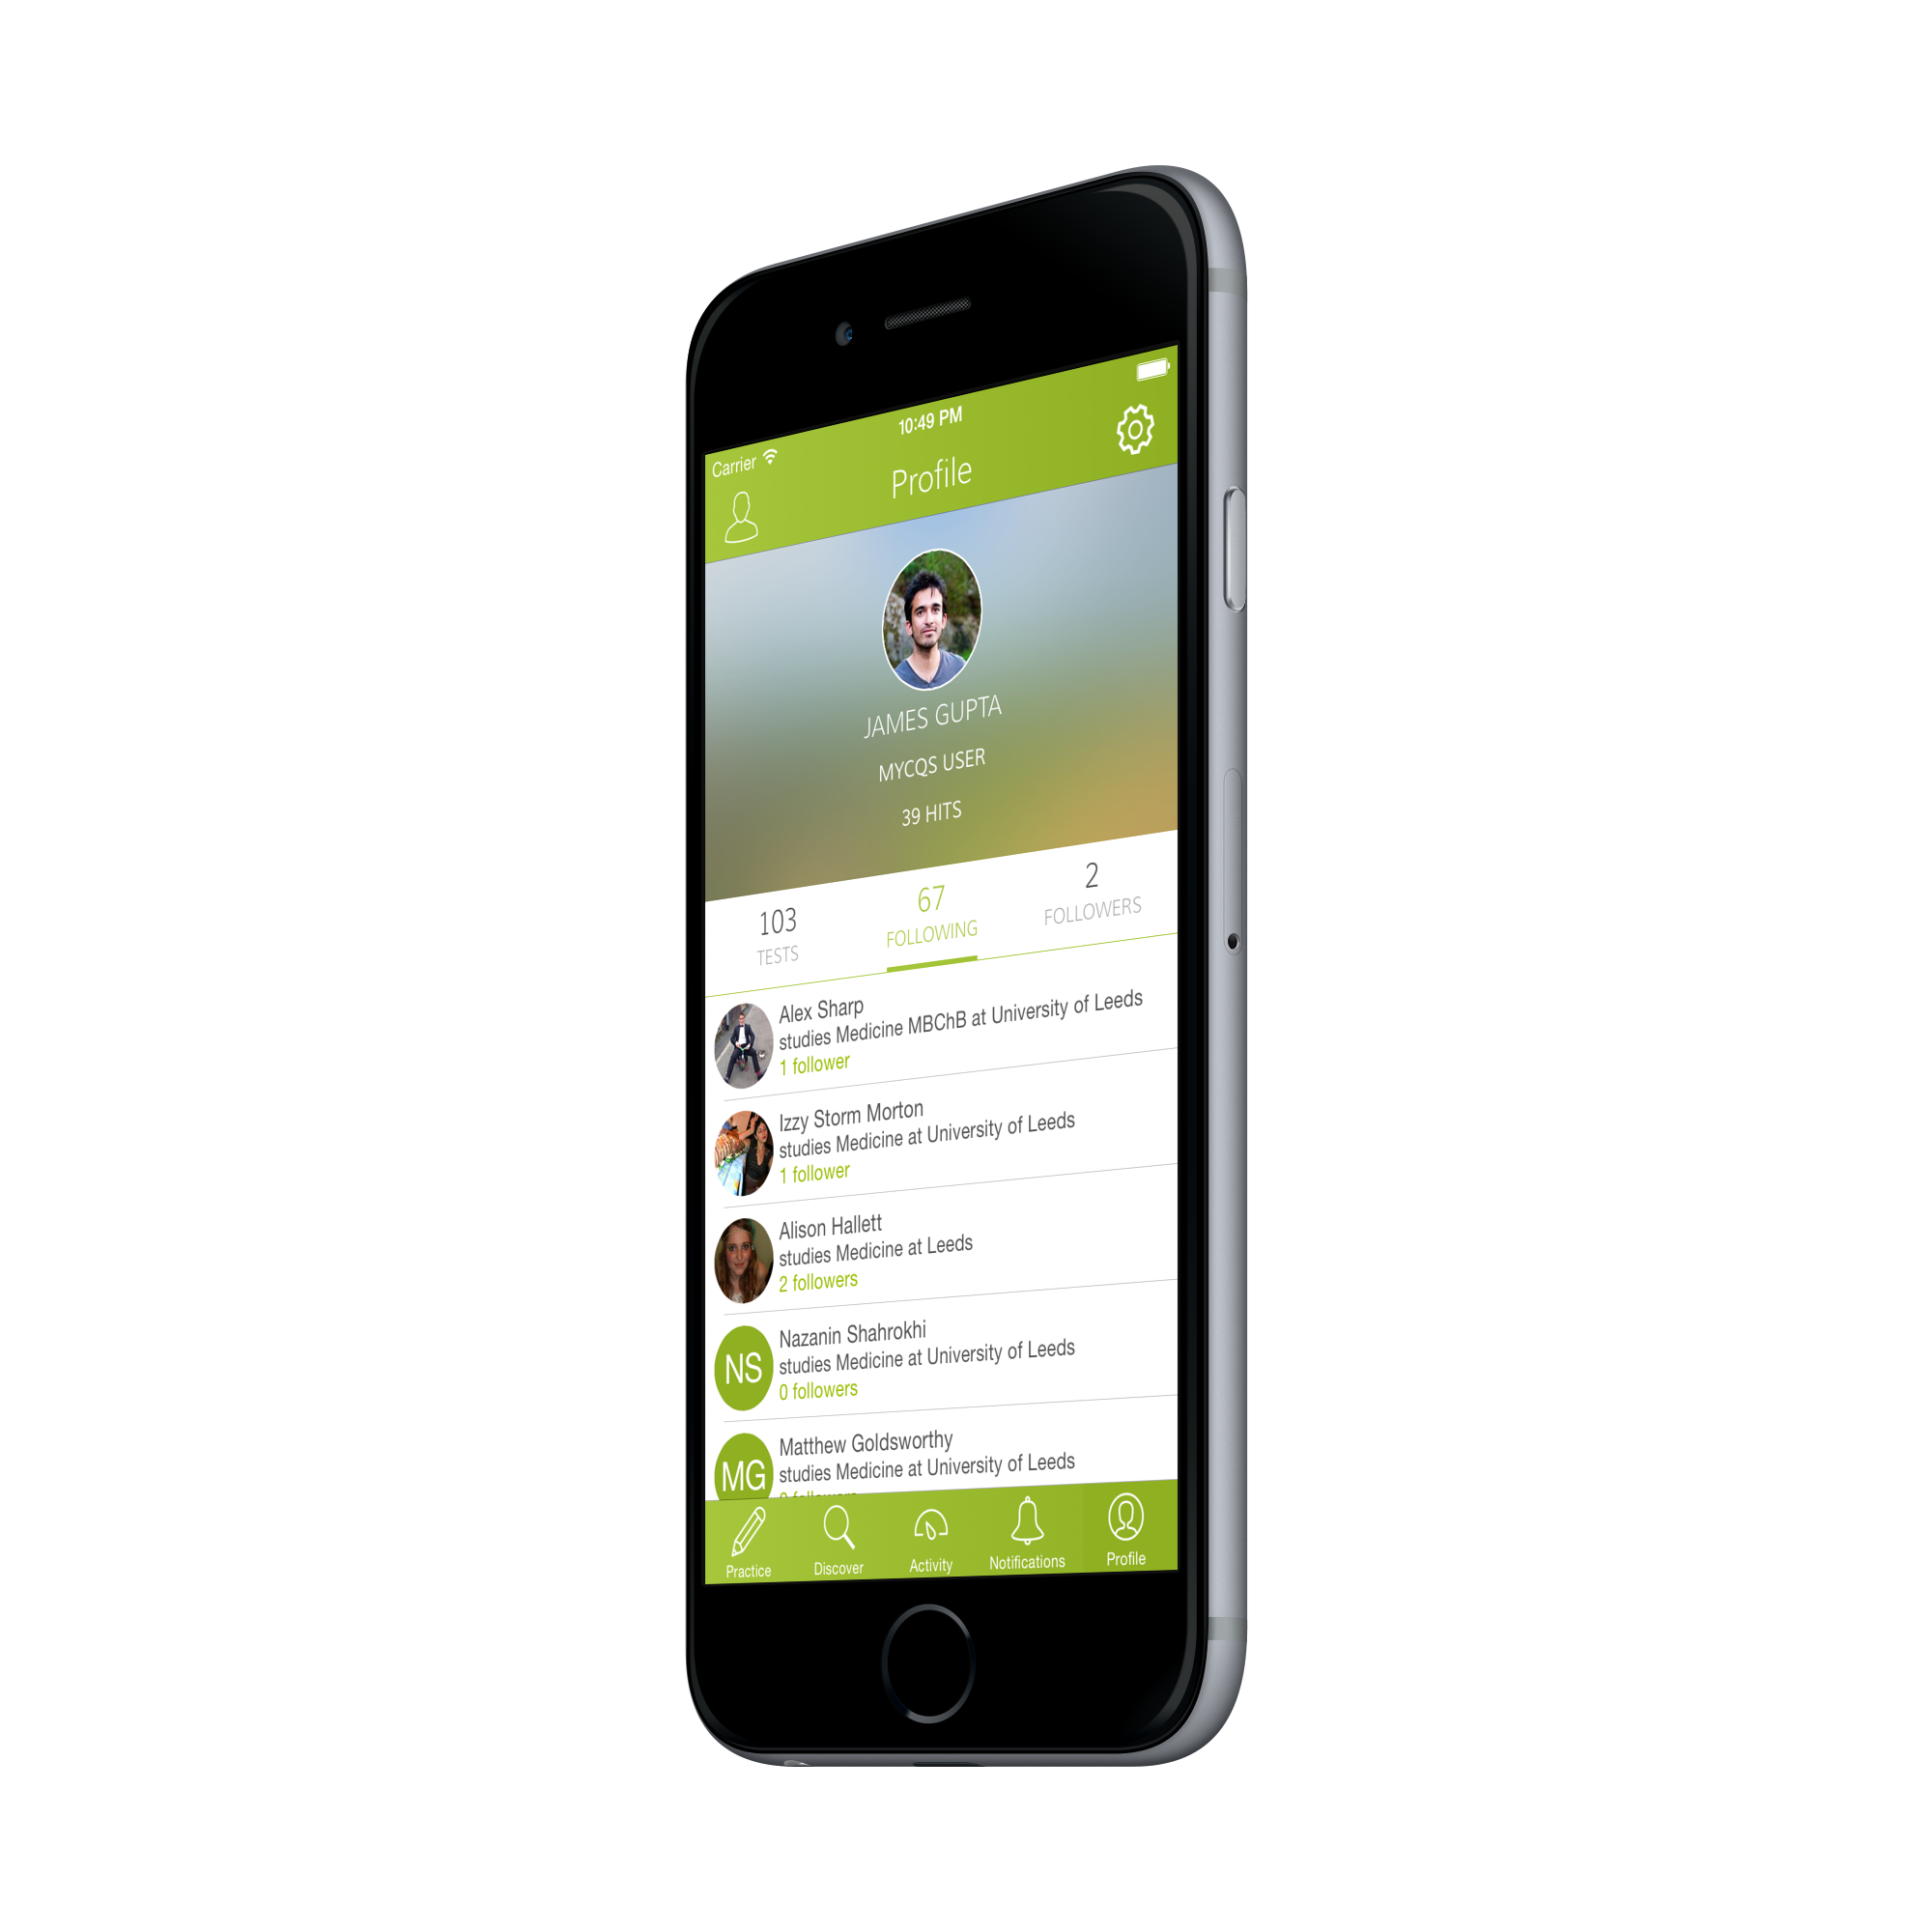 Carrier
10:49 PM
Profile
JAMES GUPTA
MYCQS USER
39 HITS
103
TESTS
67
FOLLOWING
2
FOLLOWERS
Alex Sharp
studies Medicine MBChB at University of Leeds
1 follower
Izzy Storm Morton
studies Medicine at University of Leeds
1 follower
Alison Hallett
studies Medicine at Leeds
2 followers
NS
Nazanin Shahrokhi
studies Medicine at University of Leeds
0 followers
MG
Matthew Goldsworthy
studies Medicine at University of Leeds
Practice
Discover
Activity
Notifications
Profile